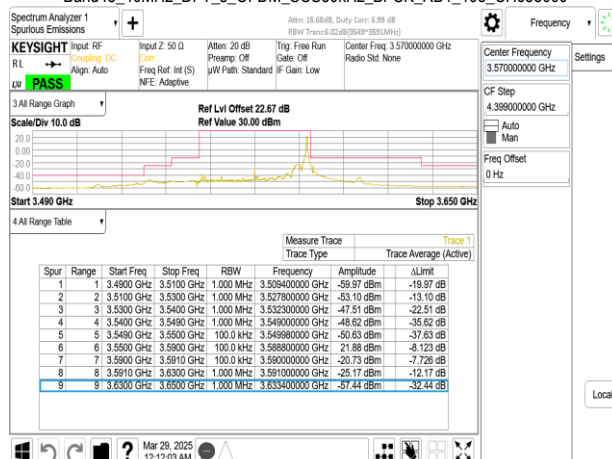 Spectrum Analyzer 1
Spurious Emissions
Attn: 15.68dB, Duty Corr: 6.99 dB
RBW Trans:6.02dB(3549~3591MHz)
Frequency
Settings
KEYSIGHT
RL
Input: RF
Coupling: DC
Align: Auto
Input Z: 50 Ω
Corr
Freq Ref: Int (S)
NFE: Adaptive
Atten: 20 dB
Preamp: Off
µW Path: Standard
Trig: Free Run
Gate: Off
IF Gain: Low
Center Freq: 3.570000000 GHz
Radio Std: None
PASS
Center Frequency
3.570000000 GHz
CF Step
4.399000000 GHz
Auto
Man
Freq Offset
0 Hz
3 All Range Graph
Scale/Div 10.0 dB
Ref Lvl Offset 22.67 dB
Ref Value 30.00 dBm
20.0
0.00
-20.0
-40.0
-60.0
Start 3.490 GHz
Stop 3.650 GHz
4 All Range Table
Measure Trace Trace 1
Trace Type Trace Average (Active)
Spur Range Start Freq Stop Freq RBW Frequency Amplitude ΔLimit
1 1 3.4900 GHz 3.5100 GHz 1.000 MHz 3.509400000 GHz -59.97 dBm -19.97 dB
2 2 3.5100 GHz 3.5300 GHz 1.000 MHz 3.527800000 GHz -53.10 dBm -13.10 dB
3 3 3.5300 GHz 3.5400 GHz 1.000 MHz 3.532300000 GHz -47.51 dBm -22.51 dB
4 4 3.5400 GHz 3.5490 GHz 1.000 MHz 3.549000000 GHz -48.62 dBm -35.62 dB
5 5 3.5490 GHz 3.5500 GHz 100.0 kHz 3.549980000 GHz -50.63 dBm -37.63 dB
6 6 3.5500 GHz 3.5900 GHz 100.0 kHz 3.588800000 GHz 21.88 dBm -8.123 dB
7 7 3.5900 GHz 3.5910 GHz 100.0 kHz 3.590000000 GHz -20.73 dBm -7.726 dB
8 8 3.5910 GHz 3.6300 GHz 1.000 MHz 3.591000000 GHz -25.17 dBm -12.17 dB
9 9 3.6300 GHz 3.6500 GHz 1.000 MHz 3.633400000 GHz -57.44 dBm -32.44 dB
Local
Mar 29, 2025
12:12:03 AM